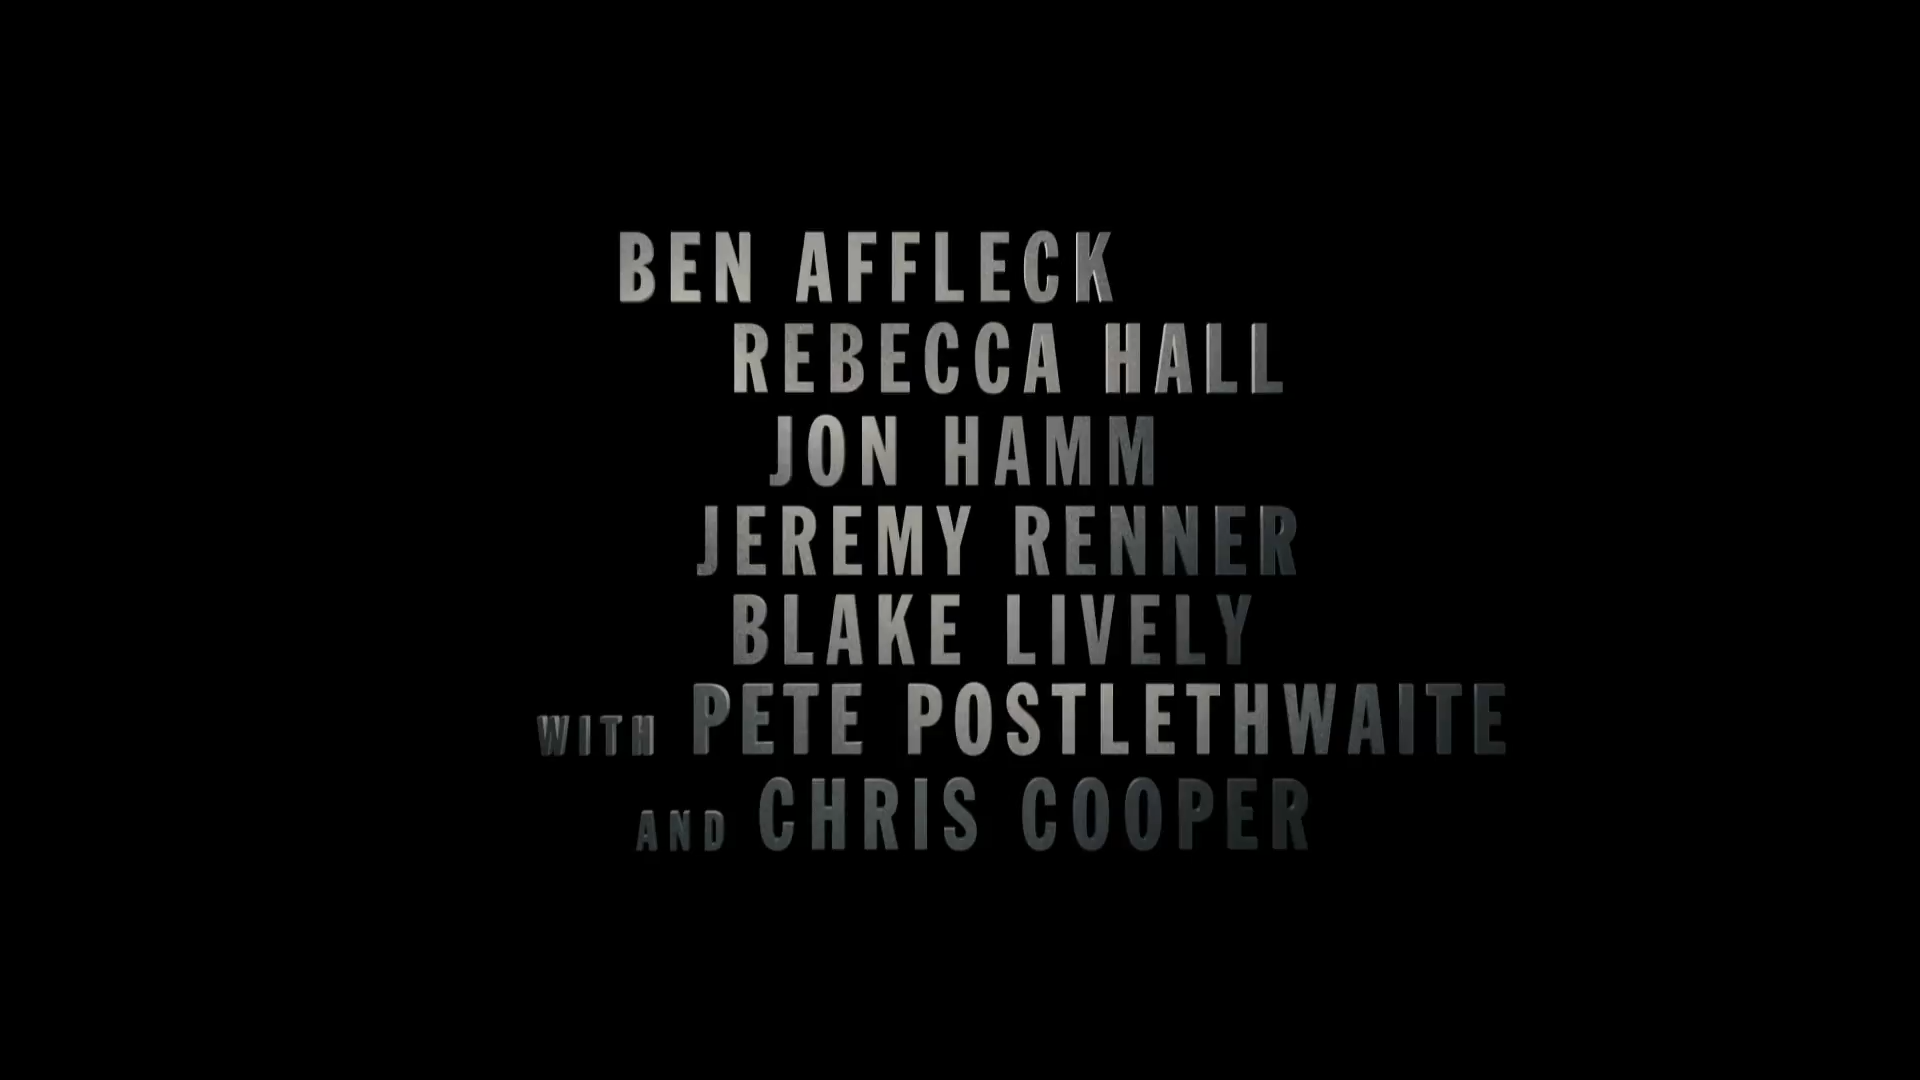 BEN AFFLECK
REBECCA HALL
JON HAMM
JEREMY RENNER
BLAKE LIVELY
WITH PETE POSTLETHWAITE
AND CHRIS COOPER